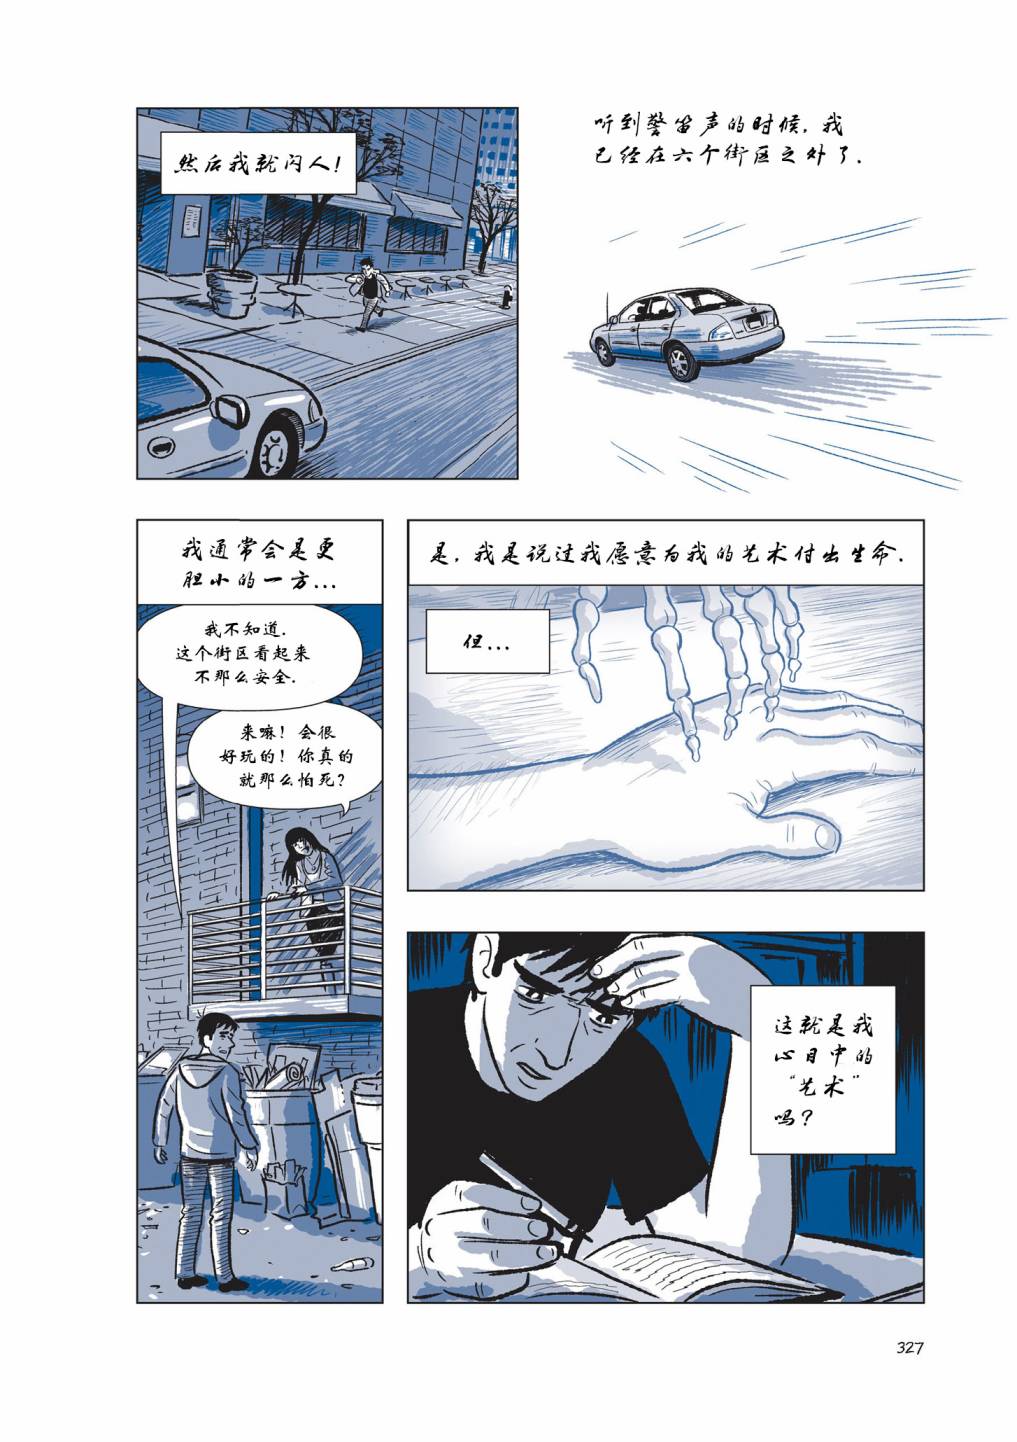 然后我就闪人！
听到警笛声的时候，我
已经在六个街区之外了.
我通常会是更
胆小的一方...
我不知道.
这个街区看起来
不那么安全.
来嘛！会很
好玩的！你真的
就那么怕死？
是，我是说过我愿意为我的艺术付出生命.
但...
这就是我
心目中的
“艺术”
吗？
327